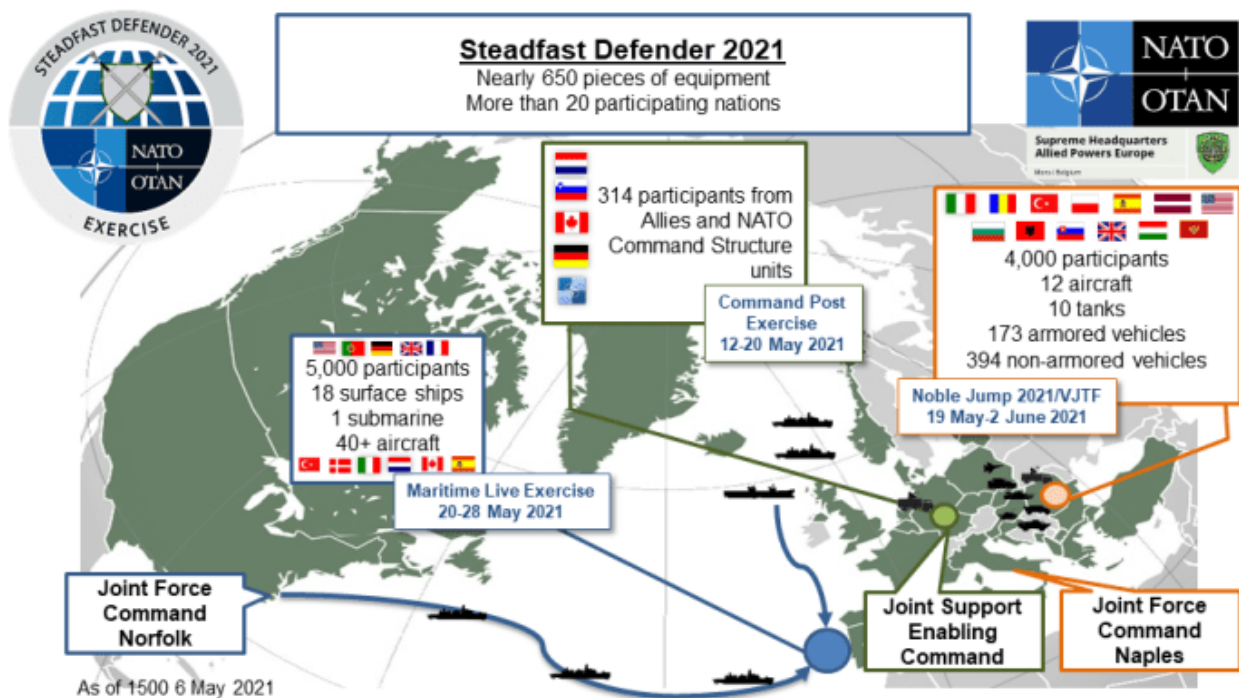 STEADFAST DEFENDER 2021
NATO
OTAN
EXERCISE
Steadfast Defender 2021
Nearly 650 pieces of equipment
More than 20 participating nations
NATO
OTAN
Supreme Headquarters
Allied Powers Europe
Mons | Belgium
314 participants from
Allies and NATO
Command Structure
units
Command Post
Exercise
12-20 May 2021
4,000 participants
12 aircraft
10 tanks
173 armored vehicles
394 non-armored vehicles
Noble Jump 2021/VJTF
19 May-2 June 2021
5,000 participants
18 surface ships
1 submarine
40+ aircraft
Maritime Live Exercise
20-28 May 2021
Joint Force
Command
Norfolk
Joint Support
Enabling
Command
Joint Force
Command
Naples
As of 1500 6 May 2021